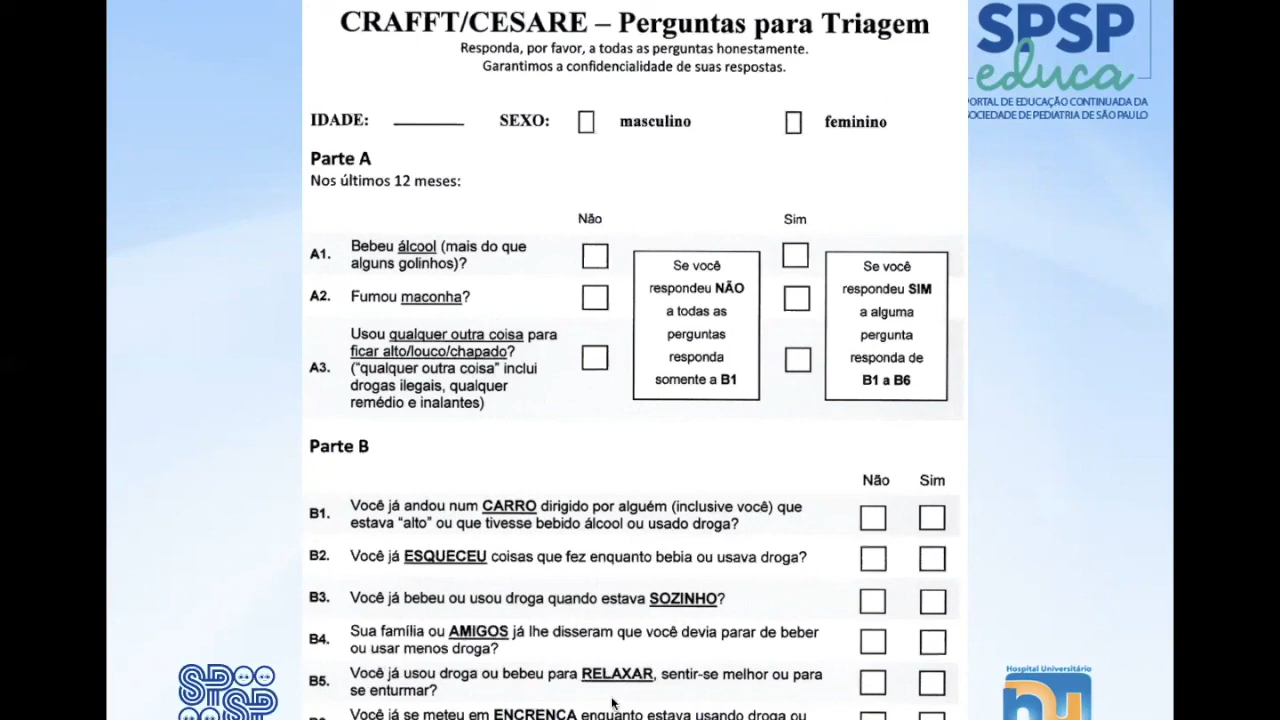 CRAFFT/CESARE – Perguntas para Triagem
Responda, por favor, a todas as perguntas honestamente.
Garantimos a confidencialidade de suas respostas.
SPSP
educa
PORTAL DE EDUCAÇÃO CONTINUADA DA
SOCIEDADE DE PEDIATRIA DE SÃO PAULO
IDADE: ________ SEXO: masculino feminino
Parte A
Nos últimos 12 meses:
Não Sim
A1. Bebeu álcool (mais do que
alguns golinhos)?
A2. Fumou maconha?
A3. Usou qualquer outra coisa para
ficar alto/louco/chapado?
("qualquer outra coisa" inclui
drogas ilegais, qualquer
remédio e inalantes)
Se você
respondeu NÃO
a todas as
perguntas
responda
somente a B1
Se você
respondeu SIM
a alguma
pergunta
responda de
B1 a B6
Parte B
Não Sim
B1. Você já andou num CARRO dirigido por alguém (inclusive você) que
estava "alto" ou que tivesse bebido álcool ou usado droga?
B2. Você já ESQUECEU coisas que fez enquanto bebia ou usava droga?
B3. Você já bebeu ou usou droga quando estava SOZINHO?
B4. Sua família ou AMIGOS já lhe disseram que você devia parar de beber
ou usar menos droga?
B5. Você já usou droga ou bebeu para RELAXAR, sentir-se melhor ou para
se enturmar?
B6. Você já se meteu em ENCRENCA enquanto estava usando droga ou
SPSP
Hospital Universitário
hu